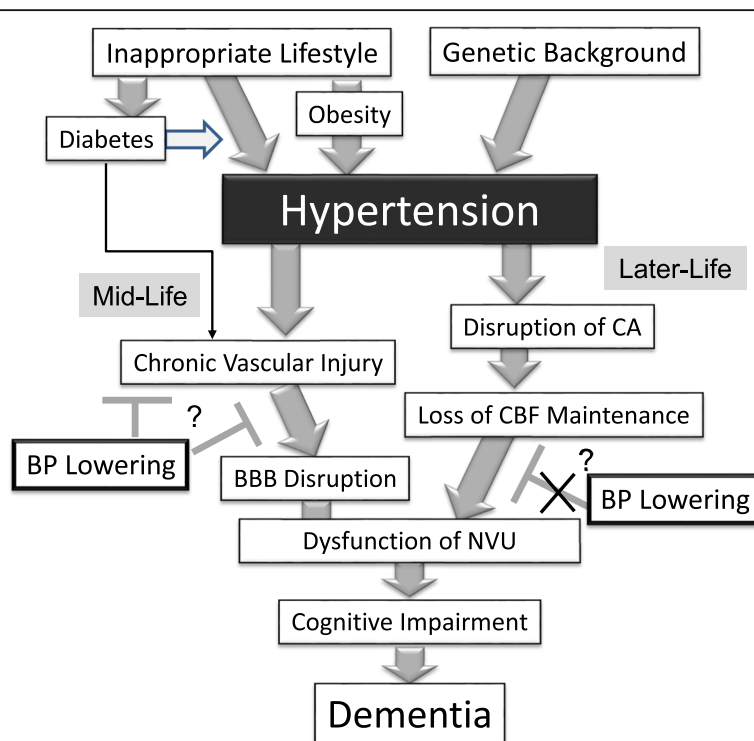 Inappropriate Lifestyle
Genetic Background
Obesity
Diabetes
Hypertension
Later-Life
Mid-Life
Disruption of CA
Chronic Vascular Injury
Loss of CBF Maintenance
?
BP Lowering
BBB Disruption
?
BP Lowering
Dysfunction of NVU
Cognitive Impairment
Dementia